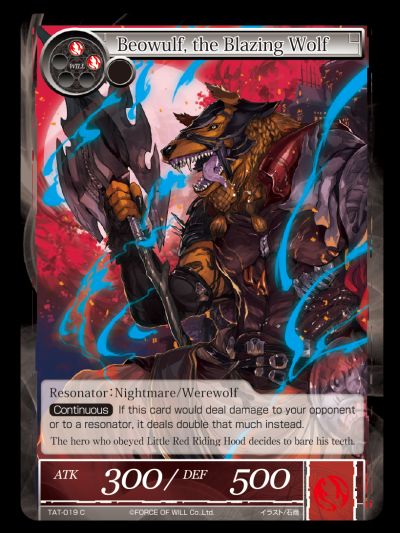 Beowulf, the Blazing Wolf
WILL
Resonator：Nightmare/Werewolf
Continuous If this card would deal damage to your opponent
or to a resonator, it deals double that much instead.
The hero who obeyed Little Red Riding Hood decides to bare his teeth.
ATK 300/ DEF 500
TAT-019 C ©FORCE OF WILL Co.,Ltd. イラスト/石商